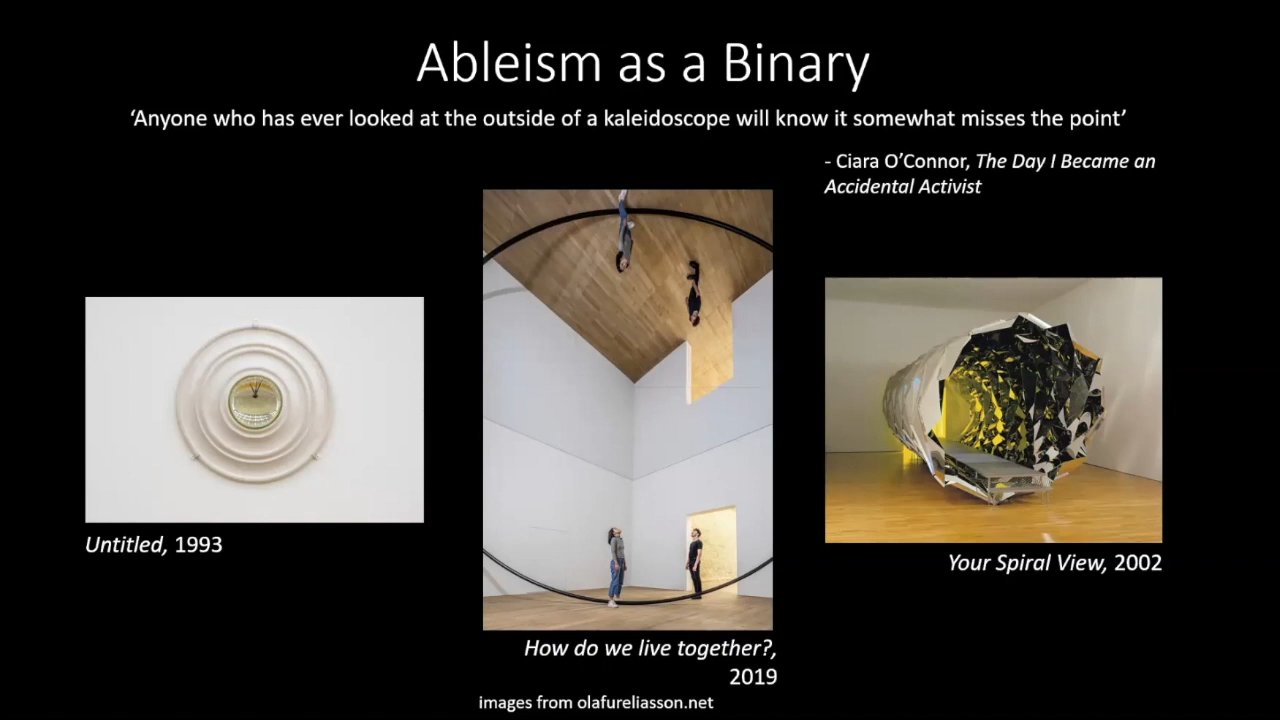 Ableism as a Binary
‘Anyone who has ever looked at the outside of a kaleidoscope will know it somewhat misses the point’
- Ciara O’Connor, The Day I Became an
Accidental Activist
Untitled, 1993
How do we live together?,
2019
Your Spiral View, 2002
images from olafureliasson.net